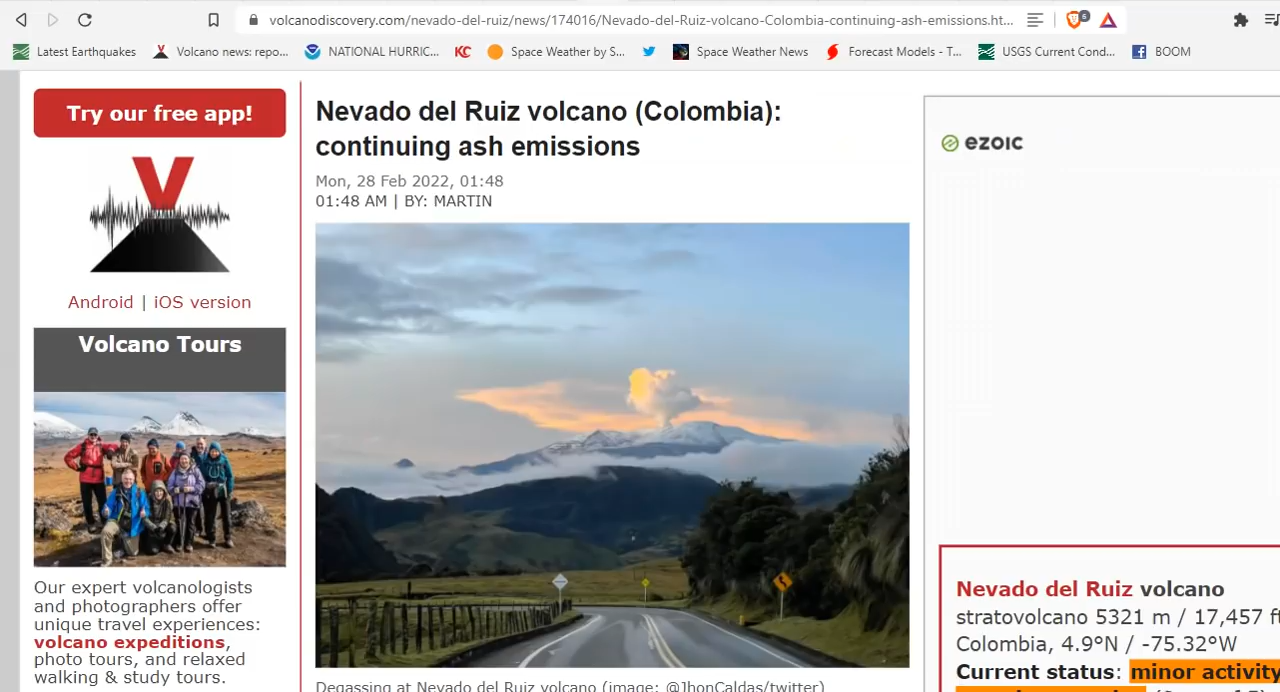 volcanodiscovery.com/nevado-del-ruiz/news/174016/Nevado-del-Ruiz-volcano-Colombia-continuing-ash-emissions.ht...
6
Latest Earthquakes
Volcano news: repo...
NATIONAL HURRIC...
KC
Space Weather by S...
Space Weather News
Forecast Models - T...
USGS Current Cond...
BOOM
Try our free app!
Android | iOS version
Volcano Tours
Our expert volcanologists
and photographers offer
unique travel experiences:
volcano expeditions,
photo tours, and relaxed
walking & study tours.
Nevado del Ruiz volcano (Colombia):
continuing ash emissions
Mon, 28 Feb 2022, 01:48
01:48 AM | BY: MARTIN
Degassing at Nevado del Ruiz volcano (image: @JhonCaldas/twitter)
ezoic
Nevado del Ruiz volcano
stratovolcano 5321 m / 17,457 ft
Colombia, 4.9°N / -75.32°W
Current status: minor activity